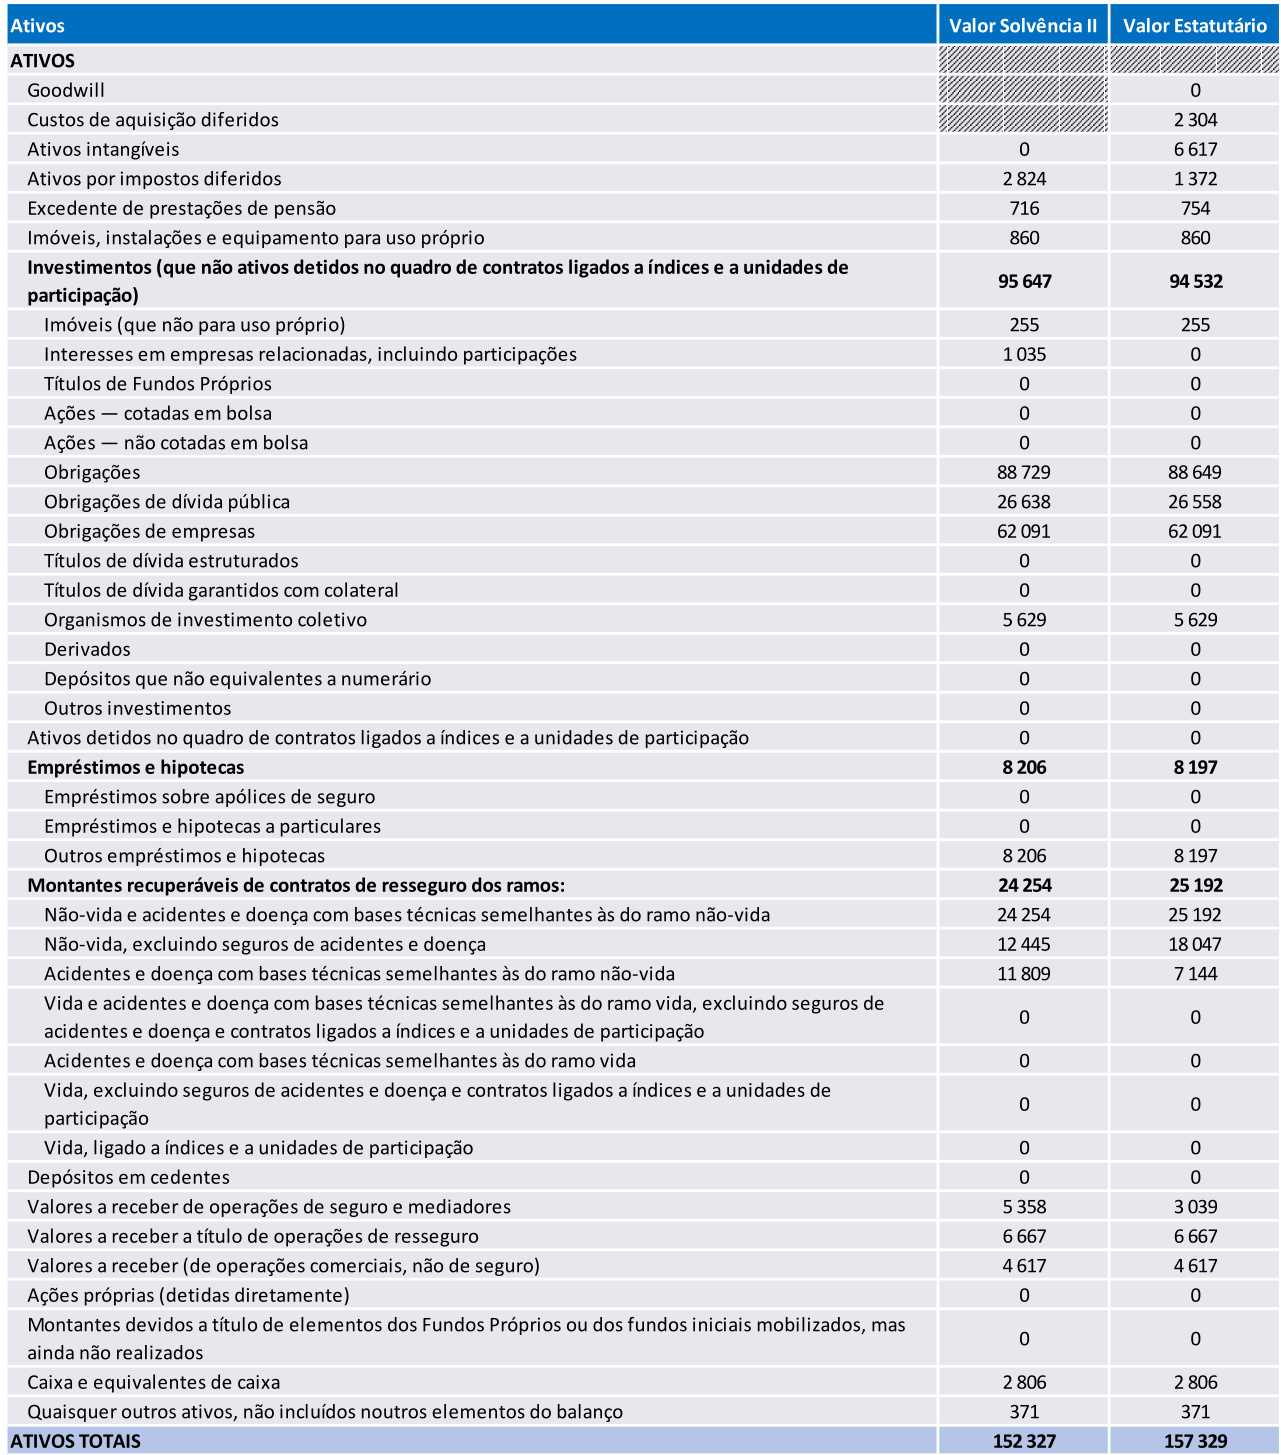 Ativos Valor Solvência II Valor Estatutário
ATIVOS
Goodwill 0
Custos de aquisição diferidos 2 304
Ativos intangíveis 0 6 617
Ativos por impostos diferidos 2 824 1 372
Excedente de prestações de pensão 716 754
Imóveis, instalações e equipamento para uso próprio 860 860
Investimentos (que não ativos detidos no quadro de contratos ligados a índices e a unidades de
participação) 95 647 94 532
Imóveis (que não para uso próprio) 255 255
Interesses em empresas relacionadas, incluindo participações 1 035 0
Títulos de Fundos Próprios 0 0
Ações — cotadas em bolsa 0 0
Ações — não cotadas em bolsa 0 0
Obrigações 88 729 88 649
Obrigações de dívida pública 26 638 26 558
Obrigações de empresas 62 091 62 091
Títulos de dívida estruturados 0 0
Títulos de dívida garantidos com colateral 0 0
Organismos de investimento coletivo 5 629 5 629
Derivados 0 0
Depósitos que não equivalentes a numerário 0 0
Outros investimentos 0 0
Ativos detidos no quadro de contratos ligados a índices e a unidades de participação 0 0
Empréstimos e hipotecas 8 206 8 197
Empréstimos sobre apólices de seguro 0 0
Empréstimos e hipotecas a particulares 0 0
Outros empréstimos e hipotecas 8 206 8 197
Montantes recuperáveis de contratos de resseguro dos ramos: 24 254 25 192
Não-vida e acidentes e doença com bases técnicas semelhantes às do ramo não-vida 24 254 25 192
Não-vida, excluindo seguros de acidentes e doença 12 445 18 047
Acidentes e doença com bases técnicas semelhantes às do ramo não-vida 11 809 7 144
Vida e acidentes e doença com bases técnicas semelhantes às do ramo vida, excluindo seguros de
acidentes e doença e contratos ligados a índices e a unidades de participação 0 0
Acidentes e doença com bases técnicas semelhantes às do ramo vida 0 0
Vida, excluindo seguros de acidentes e doença e contratos ligados a índices e a unidades de
participação 0 0
Vida, ligado a índices e a unidades de participação 0 0
Depósitos em cedentes 0 0
Valores a receber de operações de seguro e mediadores 5 358 3 039
Valores a receber a título de operações de resseguro 6 667 6 667
Valores a receber (de operações comerciais, não de seguro) 4 617 4 617
Ações próprias (detidas diretamente) 0 0
Montantes devidos a título de elementos dos Fundos Próprios ou dos fundos iniciais mobilizados, mas
ainda não realizados 0 0
Caixa e equivalentes de caixa 2 806 2 806
Quaisquer outros ativos, não incluídos noutros elementos do balanço 371 371
ATIVOS TOTAIS 152 327 157 329